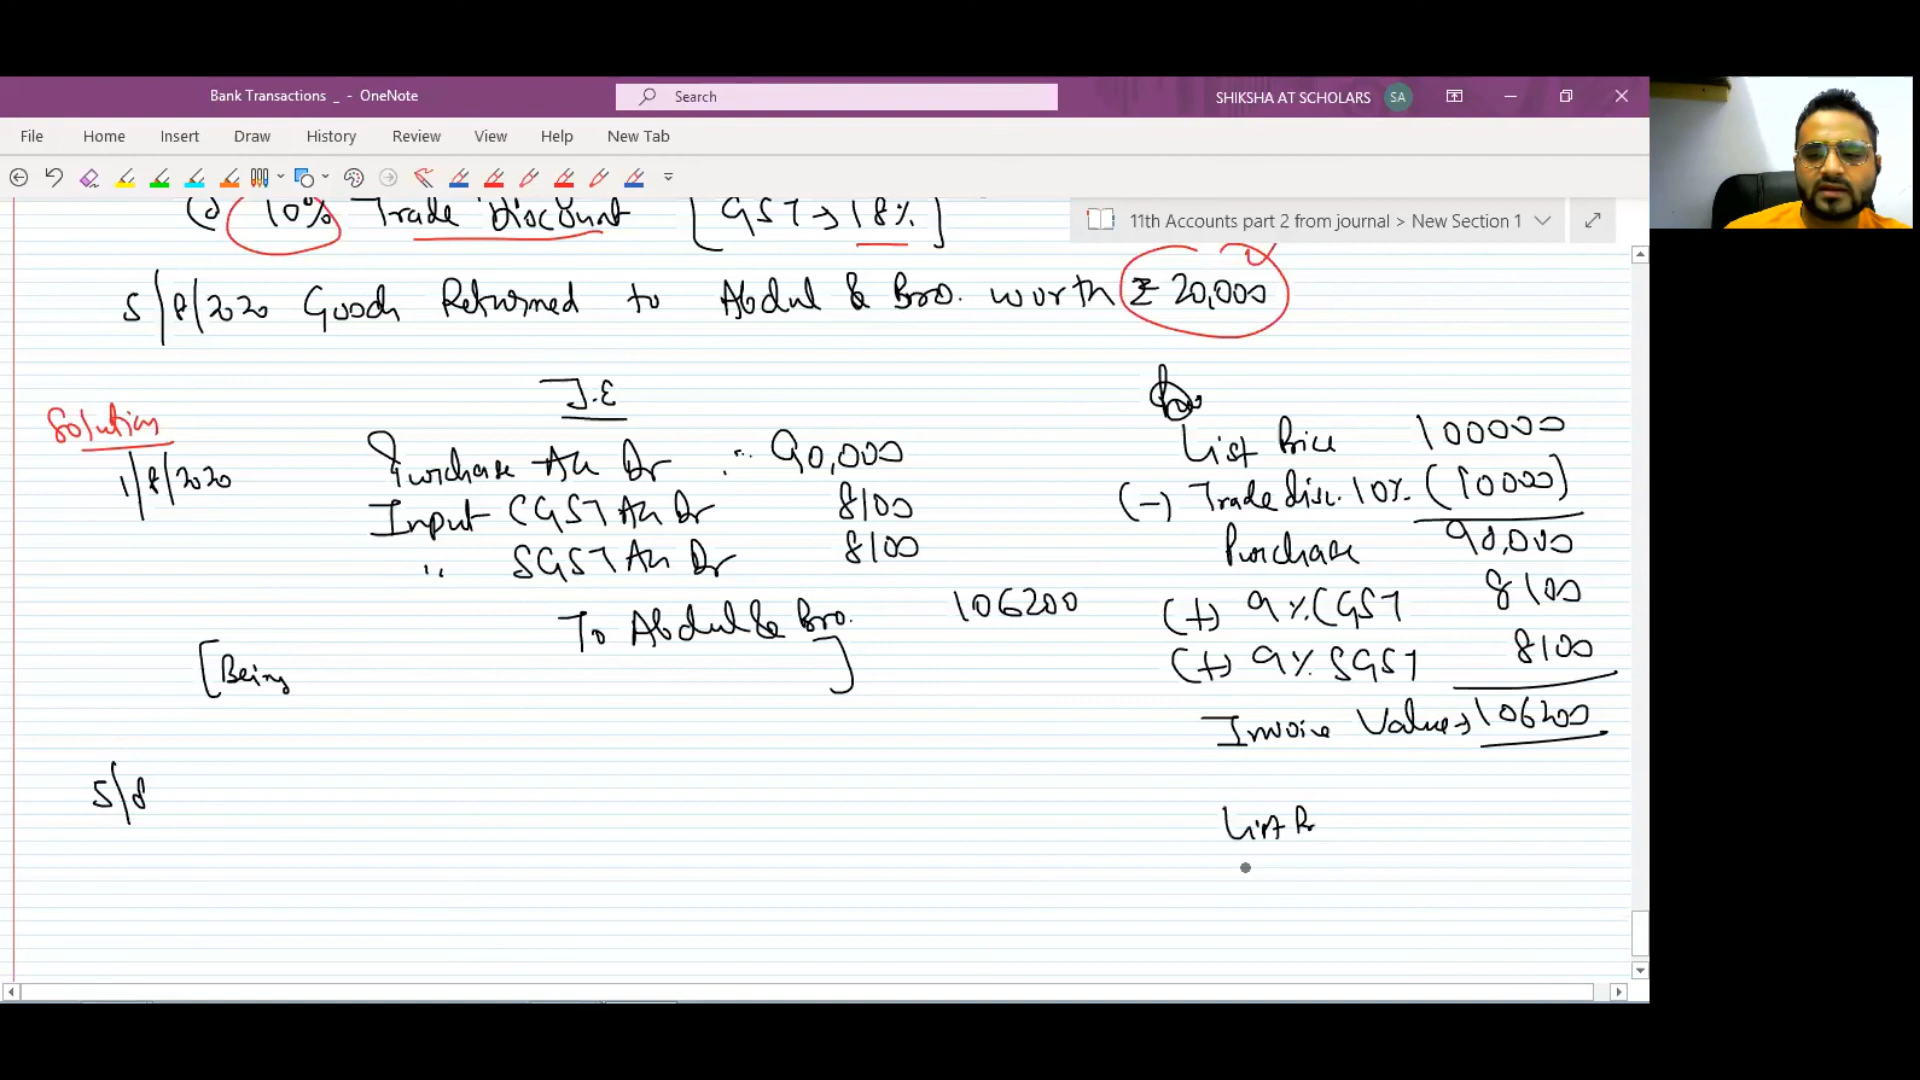 Bank Transactions _ - OneNote
Search
SHIKSHA AT SCHOLARS SA
File Home Insert Draw History Review View Help New Tab
11th Accounts part 2 from journal > New Section 1
10% Trade Discount [GST → 18%]
5/8/2020 Goods Returned to Abdul & Bro. worth ₹ 20,000
Solution
J.E
1/8/2020
Purchase A/c Dr 90,000
Input CGST A/c Dr 8100
" SGST A/c Dr 8100
To Abdul & Bro. 106200
[Being ]
List Price 100000
(-) Trade disc. 10% (10000)
Purchase 90,000
(+) 9% CGST 8100
(+) 9% SGST 8100
Invoice Value → 106200
5/8
List Pr